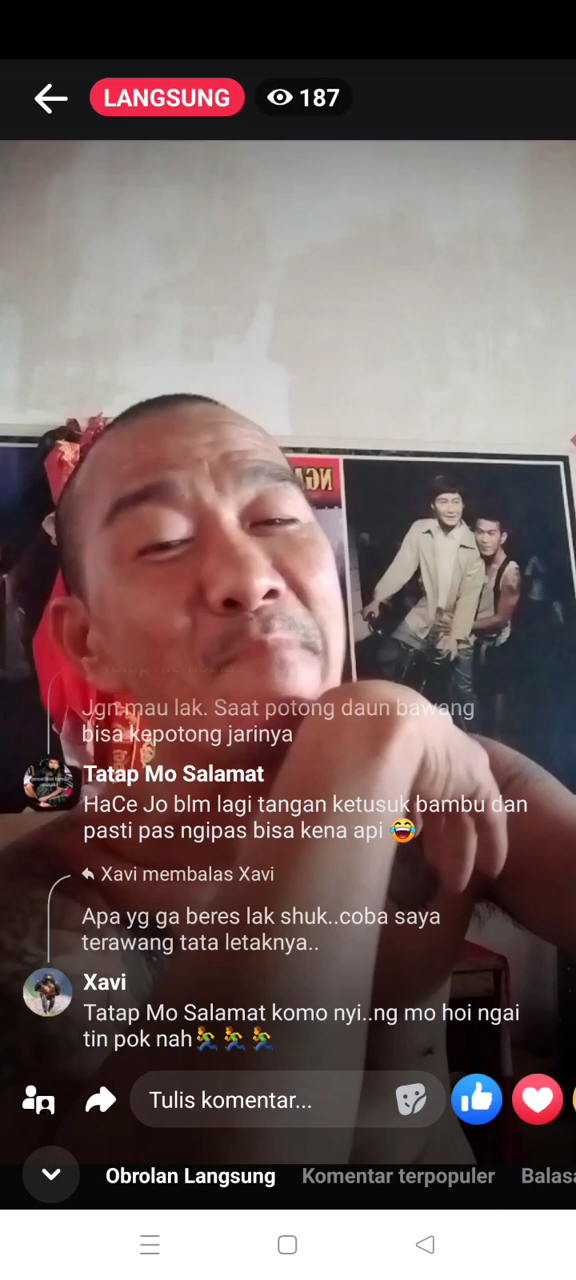 LANGSUNG
187
Jgn mau lak. Saat potong daun bawang
bisa kepotong jarinya
Tatap Mo Salamat
HaCe Jo blm lagi tangan ketusuk bambu dan
pasti pas ngipas bisa kena api 😂
Xavi membalas Xavi
Apa yg ga beres lak shuk..coba saya
terawang tata letaknya..
Xavi
Tatap Mo Salamat komo nyi..ng mo hoi ngai
tin pok nah🏃‍♂️🏃‍♂️🏃‍♂️
Tulis komentar...
Obrolan Langsung Komentar terpopuler Balasa